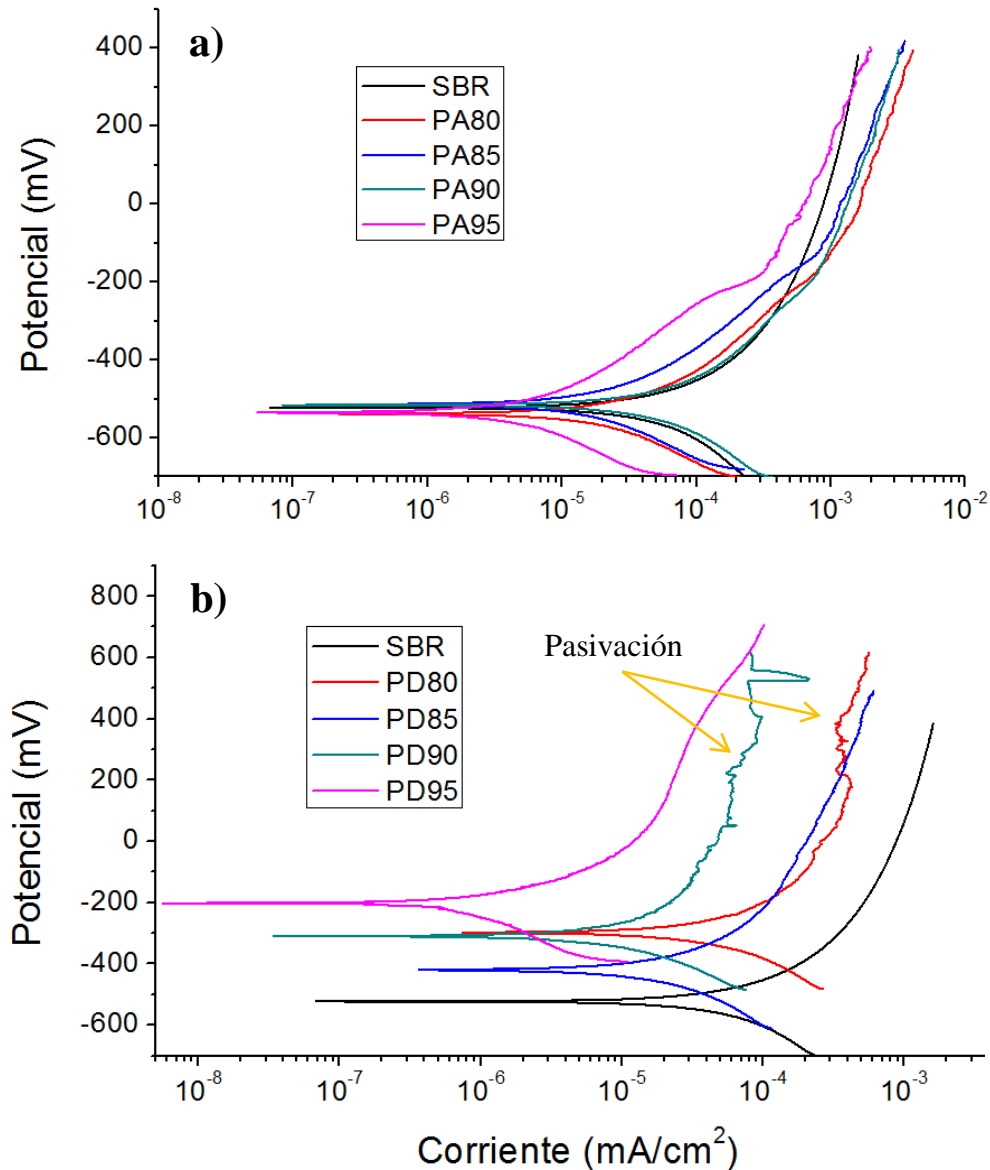 a)
Potencial (mV)
400
200
0
-200
-400
-600
SBR
PA80
PA85
PA90
PA95
10⁻⁸ 10⁻⁷ 10⁻⁶ 10⁻⁵ 10⁻⁴ 10⁻³ 10⁻²
b)
Potencial (mV)
800
600
400
200
0
-200
-400
-600
SBR
PD80
PD85
PD90
PD95
Pasivación
10⁻⁸ 10⁻⁷ 10⁻⁶ 10⁻⁵ 10⁻⁴ 10⁻³
Corriente (mA/cm²)